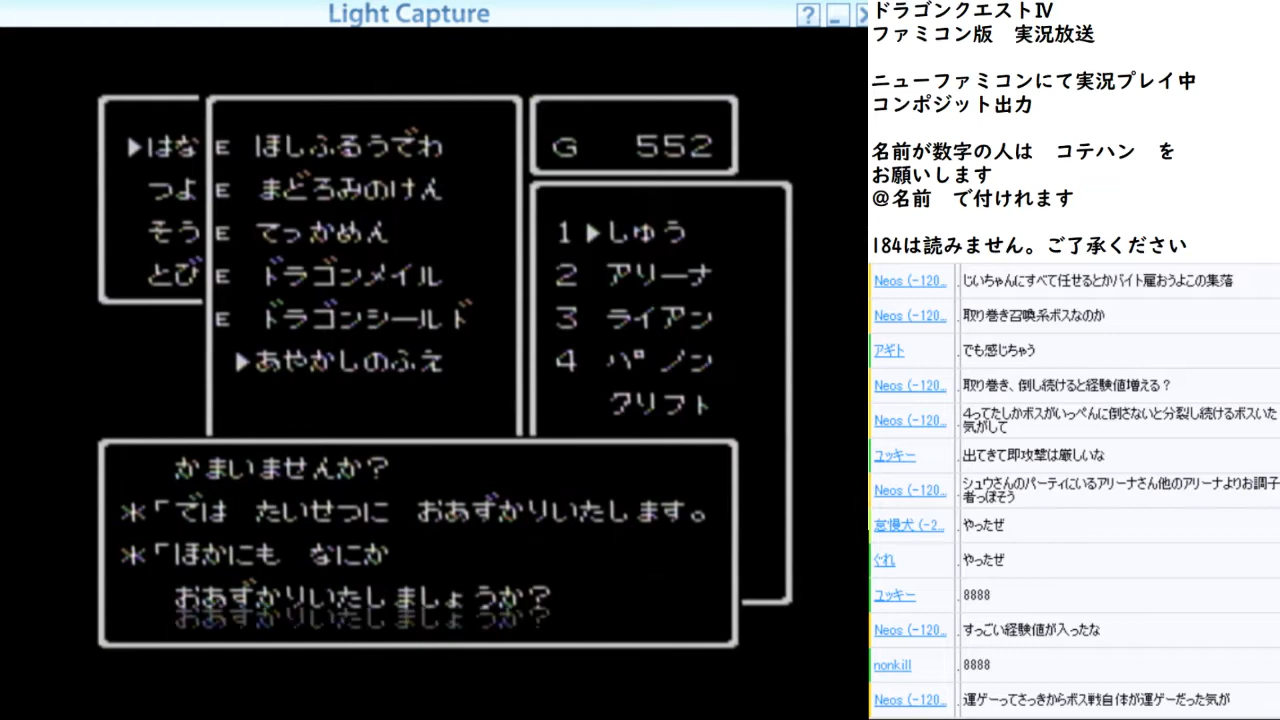 Light Capture
はな
つよ
そう
とび
E ほしふるうでわ
E まどろみのけん
E てっかめん
E ドラゴンメイル
E ドラゴンシールド
▶あやかしのふえ
G 552
1 ▶しゅう
2 アリーナ
3 ライアン
4 パノン
クリフト
かまいませんか?
*「では たいせつに おあずかりいたします。
*「ほかにも なにか
おあずかりいたしましょうか?
ドラゴンクエストⅣ
ファミコン版 実況放送
ニューファミコンにて実況プレイ中
コンポジット出力
名前が数字の人は コテハン を
お願いします
@名前 で付けれます
184は読みません。ご了承ください
Neos (-120... .じいちゃんにすべて任せるとかバイト雇おうよこの集落
Neos (-120... .取り巻き召喚系ボスなのか
アギト .でも感じちゃう
Neos (-120... .取り巻き、倒し続けると経験値増える?
Neos (-120... .4ってたしかボスがいっぺんに倒さないと分裂し続けるボスいた
気がして
ユッキー .出てきて即攻撃は厳しいな
Neos (-120... .シュウさんのパーティにいるアリーナさん他のアリーナよりお調子
者っぽそう
怠慢犬 (-2... .やったぜ
ぐれ .やったぜ
ユッキー .8888
Neos (-120... .すっごい経験値が入ったな
nonkill .8888
Neos (-120... .運ゲーってさっきからボス戦自体が運ゲーだった気が